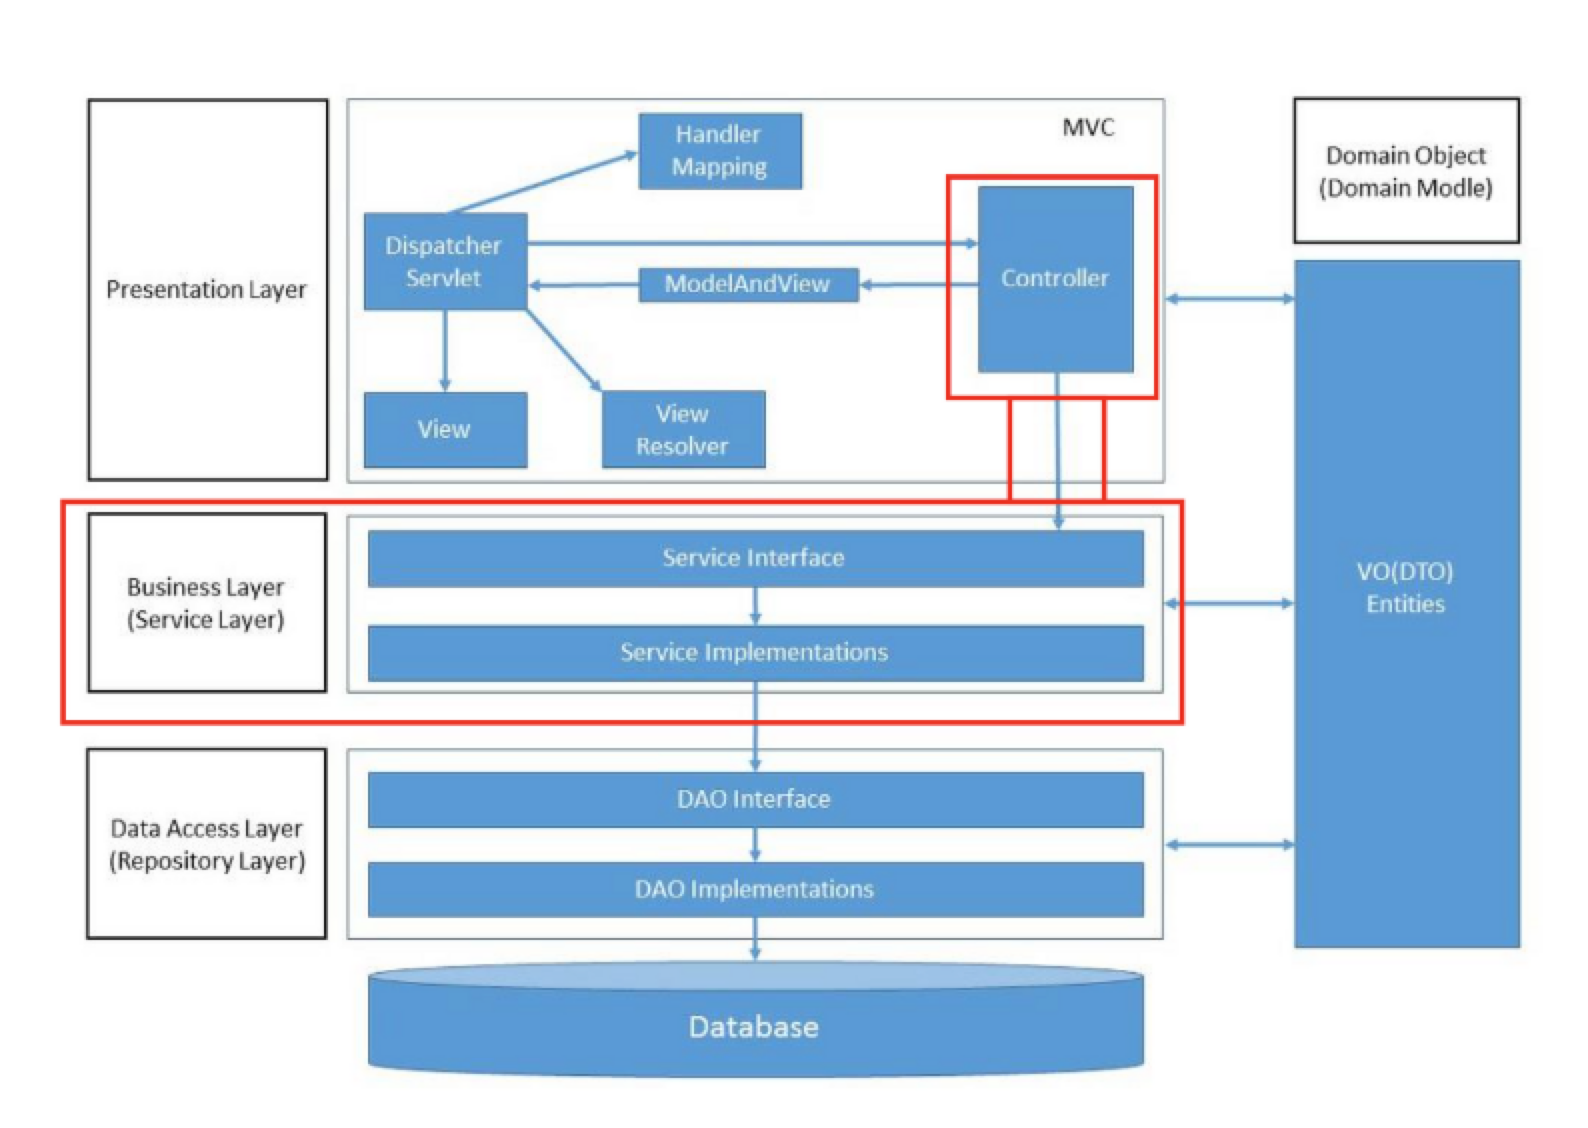 Presentation Layer
MVC
Handler
Mapping
Dispatcher
Servlet
ModelAndView
Controller
View
View
Resolver
Domain Object
(Domain Modle)
Business Layer
(Service Layer)
Service Interface
Service Implementations
VO(DTO)
Entities
Data Access Layer
(Repository Layer)
DAO Interface
DAO Implementations
Database